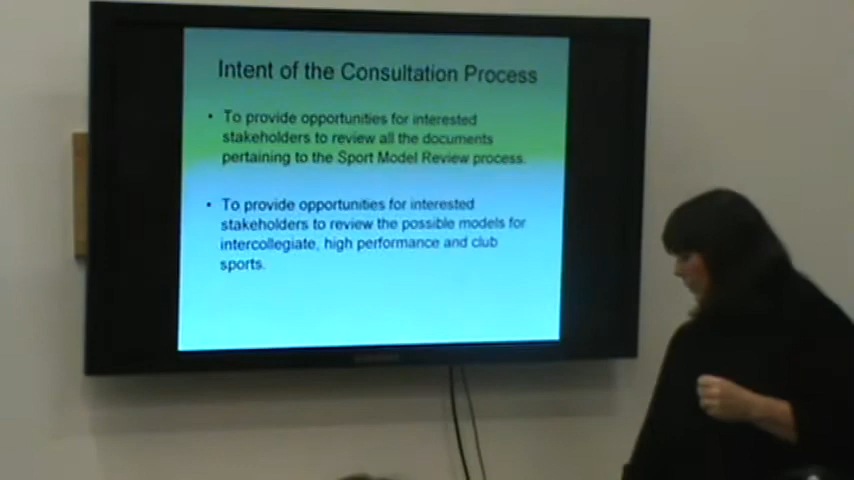 Intent of the Consultation Process
• To provide opportunities for interested
stakeholders to review all the documents
pertaining to the Sport Model Review process.
• To provide opportunities for interested
stakeholders to review the possible models for
intercollegiate, high performance and club
sports.